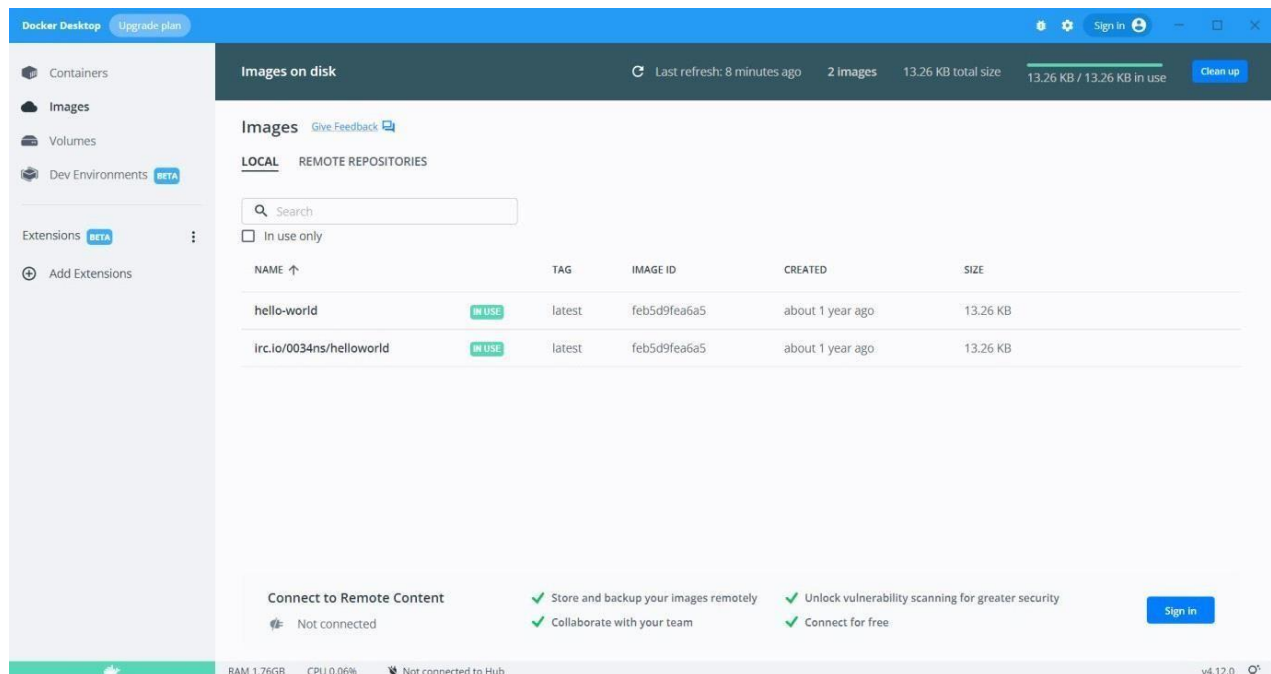 Docker Desktop Upgrade plan Sign in
Containers
Images
Volumes
Dev Environments BETA
Extensions BETA
Add Extensions
Images on disk Last refresh: 8 minutes ago 2 images 13.26 KB total size 13.26 KB / 13.26 KB in use Clean up
Images Give Feedback
LOCAL REMOTE REPOSITORIES
Search
In use only
NAME TAG IMAGE ID CREATED SIZE
hello-world IN USE latest feb5d9fea6a5 about 1 year ago 13.26 KB
irc.io/0034ns/helloworld IN USE latest feb5d9fea6a5 about 1 year ago 13.26 KB
Connect to Remote Content
Not connected
Store and backup your images remotely
Collaborate with your team
Unlock vulnerability scanning for greater security
Connect for free
Sign in
RAM 1.76GB CPU 0.06% Not connected to Hub v4.12.0